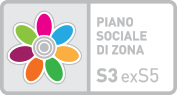 PIANO
SOCIALE
DI ZONA
S3 exS5